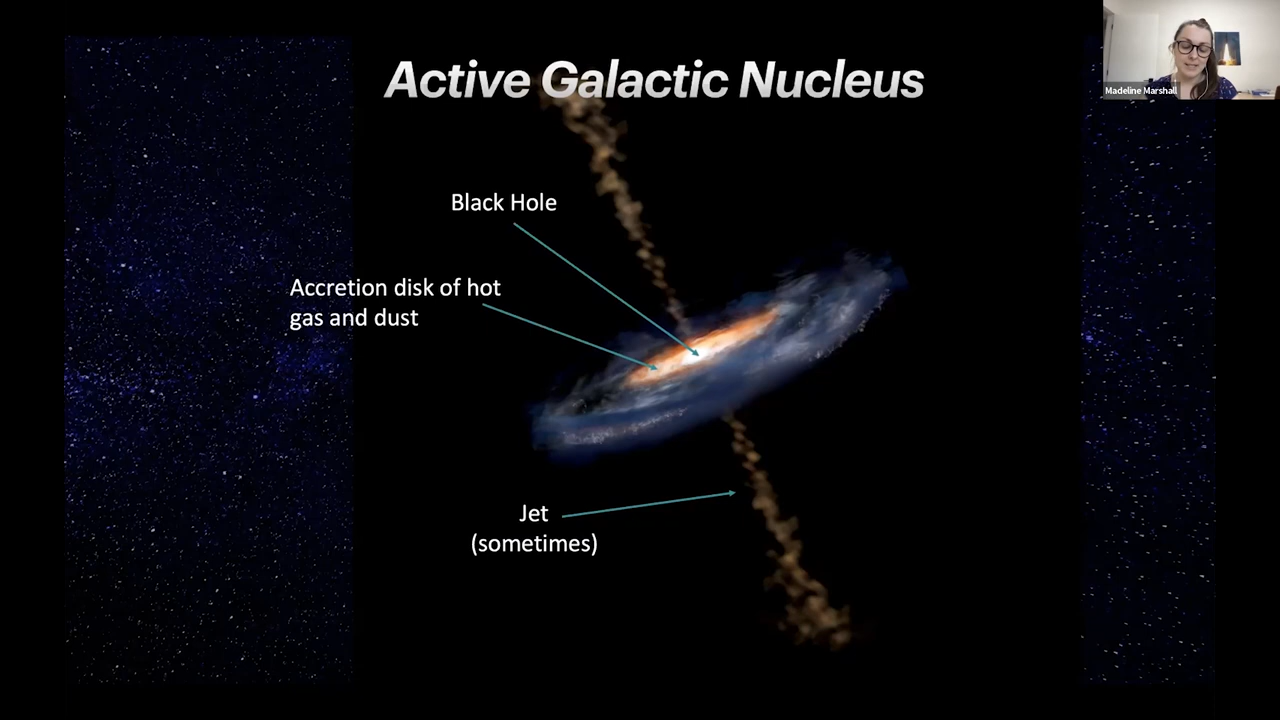 Active Galactic Nucleus
Madeline Marshall
Black Hole
Accretion disk of hot
gas and dust
Jet
(sometimes)